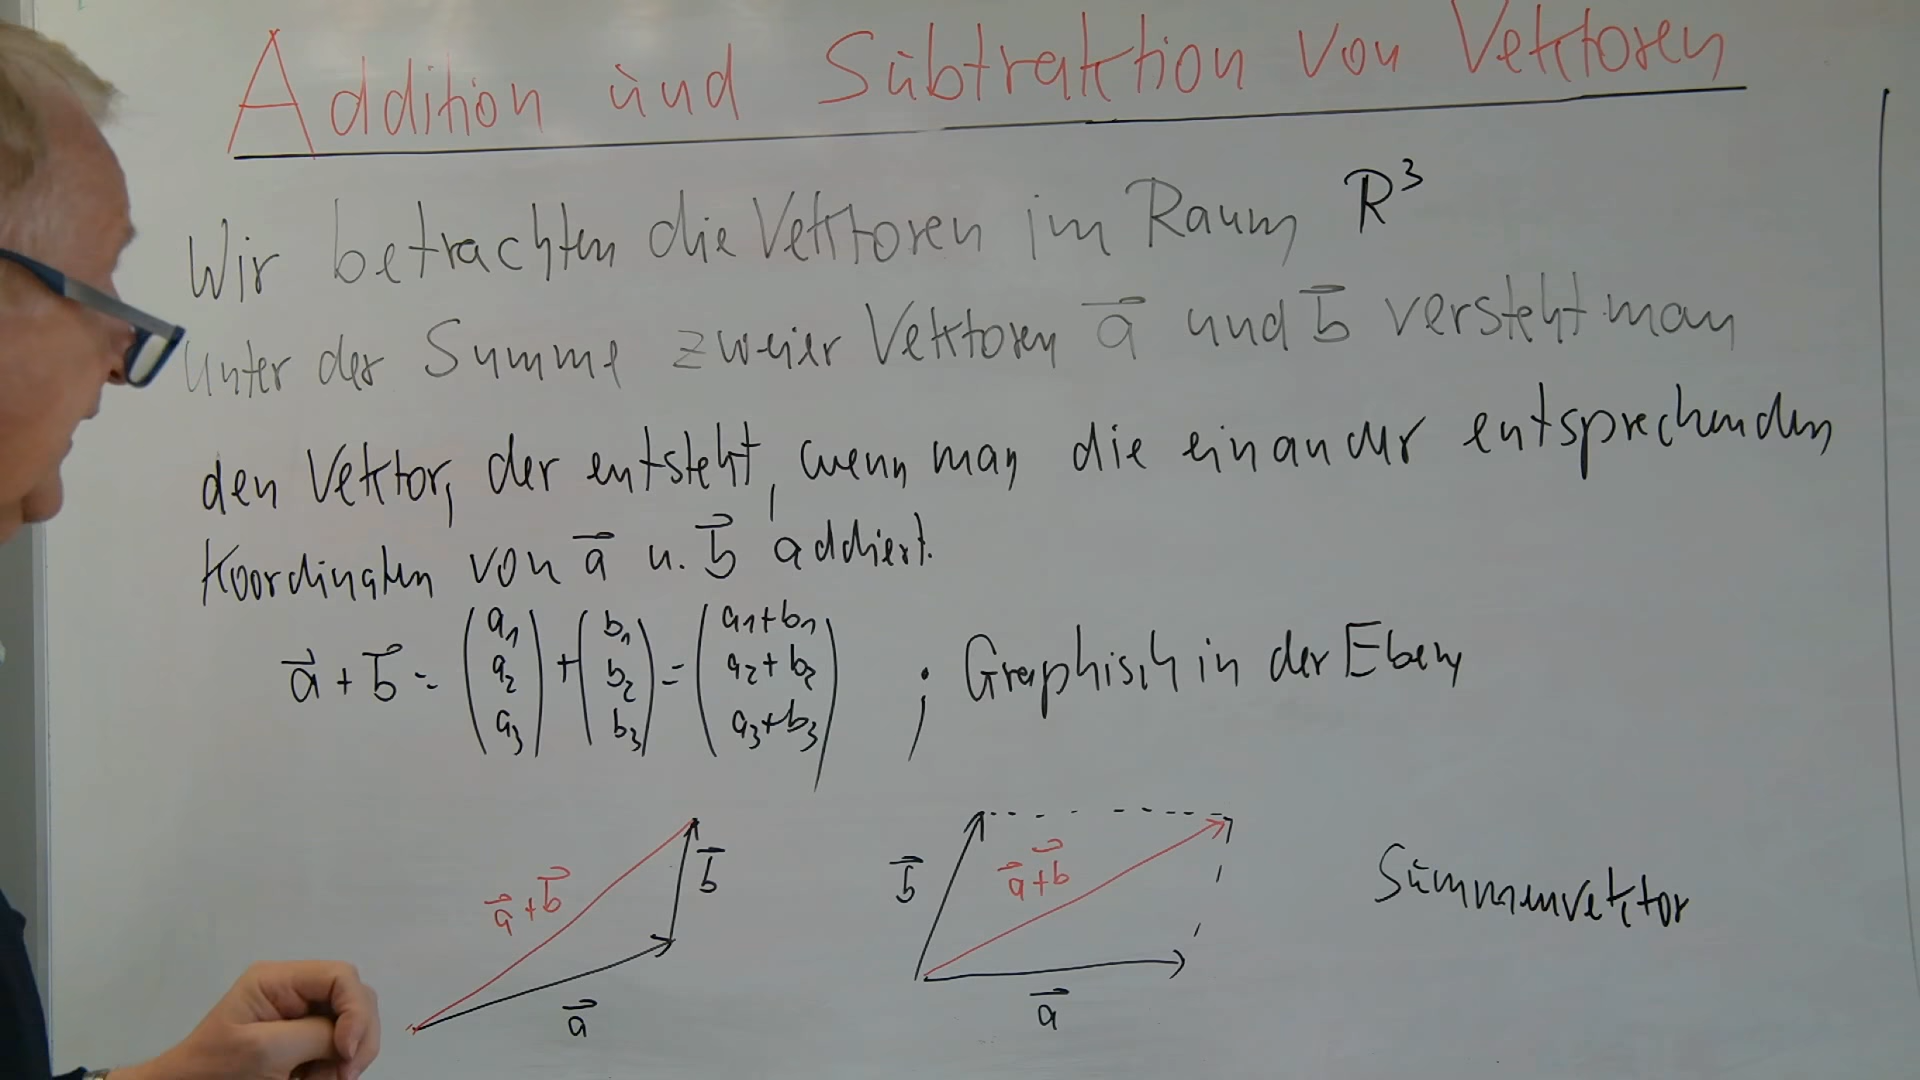 Addition und Subtraktion von Vektoren
Wir betrachten die Vektoren im Raum R³
Unter der Summe zweier Vektoren a⃗ und b⃗ versteht man
den Vektor, der entsteht, wenn man die einander entsprechenden
Koordinaten von a⃗ u. b⃗ addiert.
a⃗ + b⃗ = (a₁ a₂ a₃) + (b₁ b₂ b₃) = (a₁+b₁ a₂+b₂ a₃+b₃) ; Graphisch in der Ebene
a⃗+b⃗ b⃗ a⃗
b⃗ a⃗+b⃗ a⃗
Summenvektor